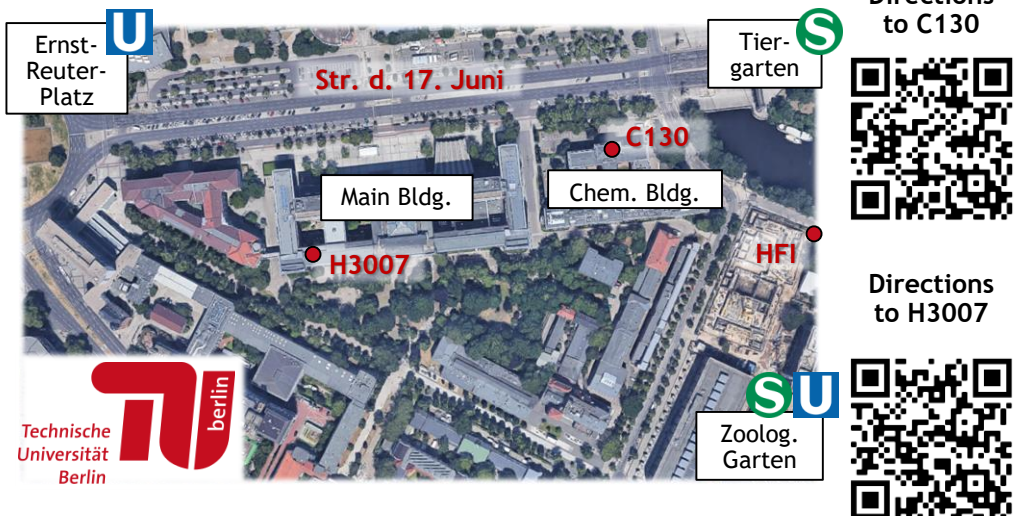 Ernst-
Reuter-
Platz
U
Str. d. 17. Juni
Tier-
garten
S
Directions
to C130
C130
Main Bldg.
Chem. Bldg.
H3007
HFI
Directions
to H3007
Technische
Universität
Berlin
berlin
S U
Zoolog.
Garten